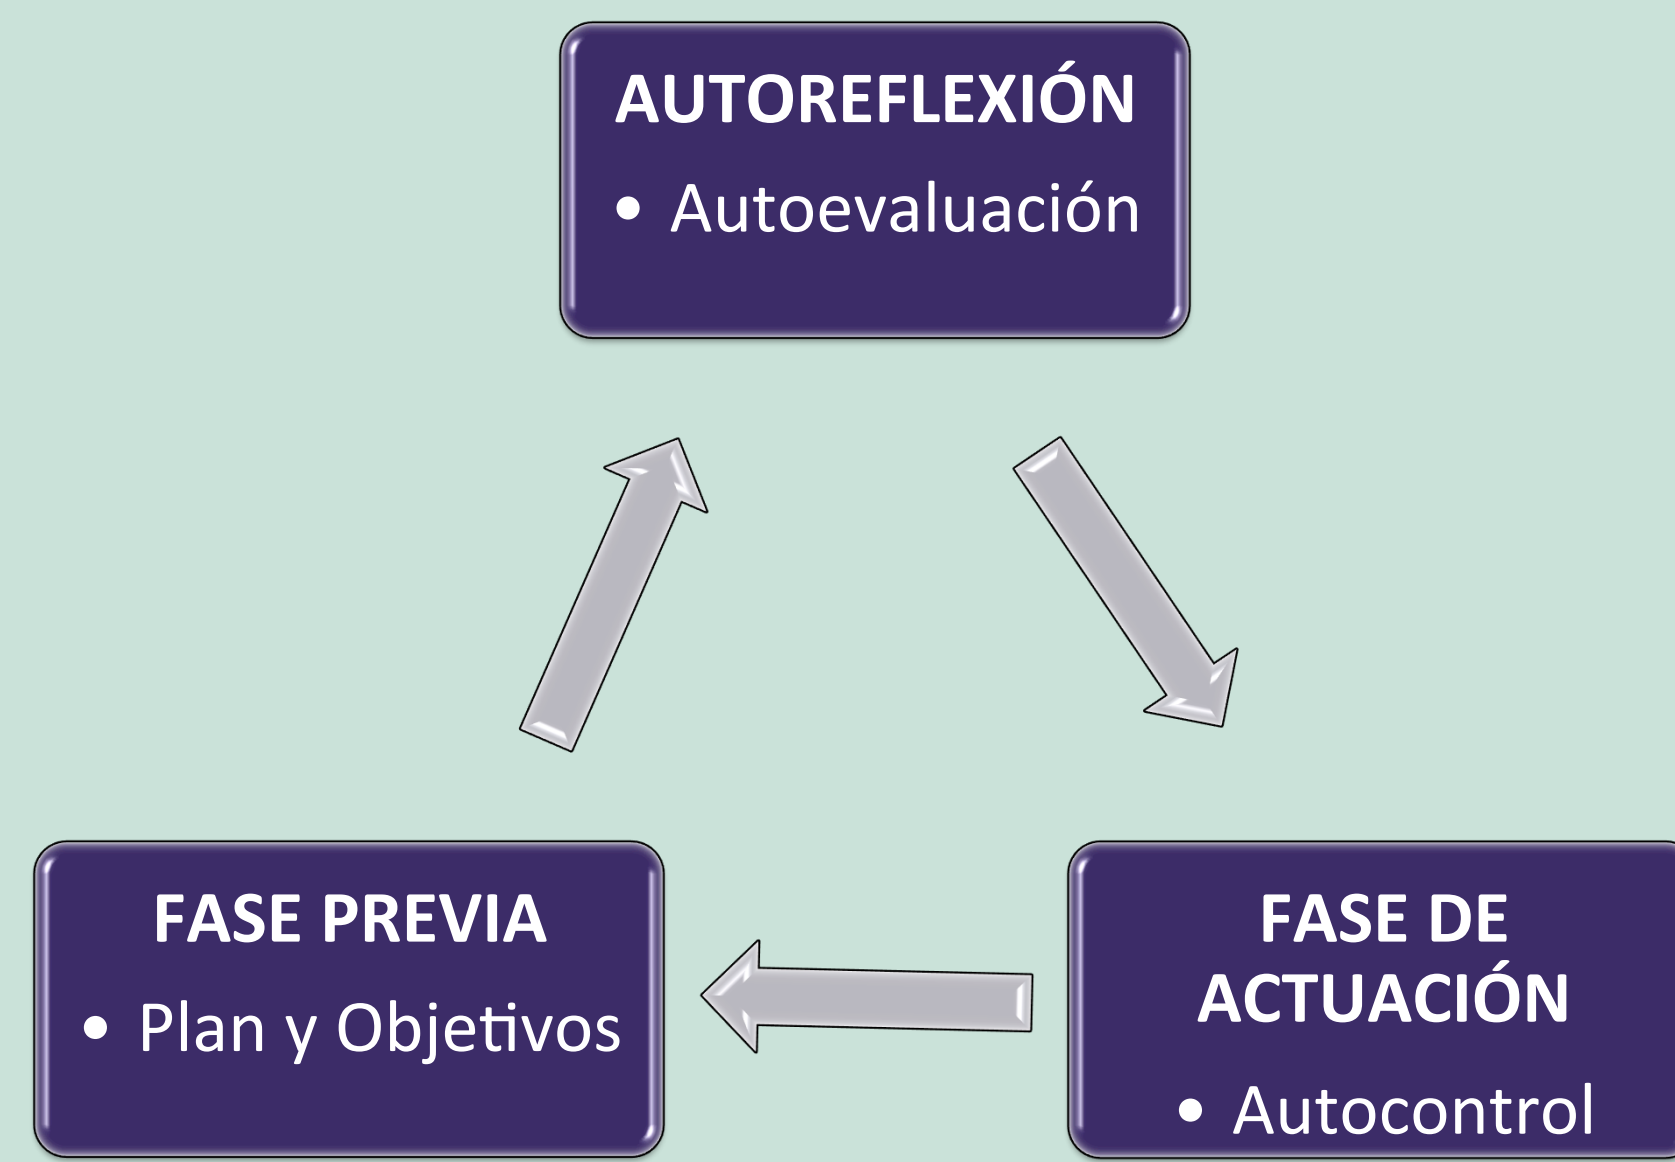 AUTOREFLEXIÓN
• Autoevaluación
FASE PREVIA
• Plan y Objetivos
FASE DE
ACTUACIÓN
• Autocontrol